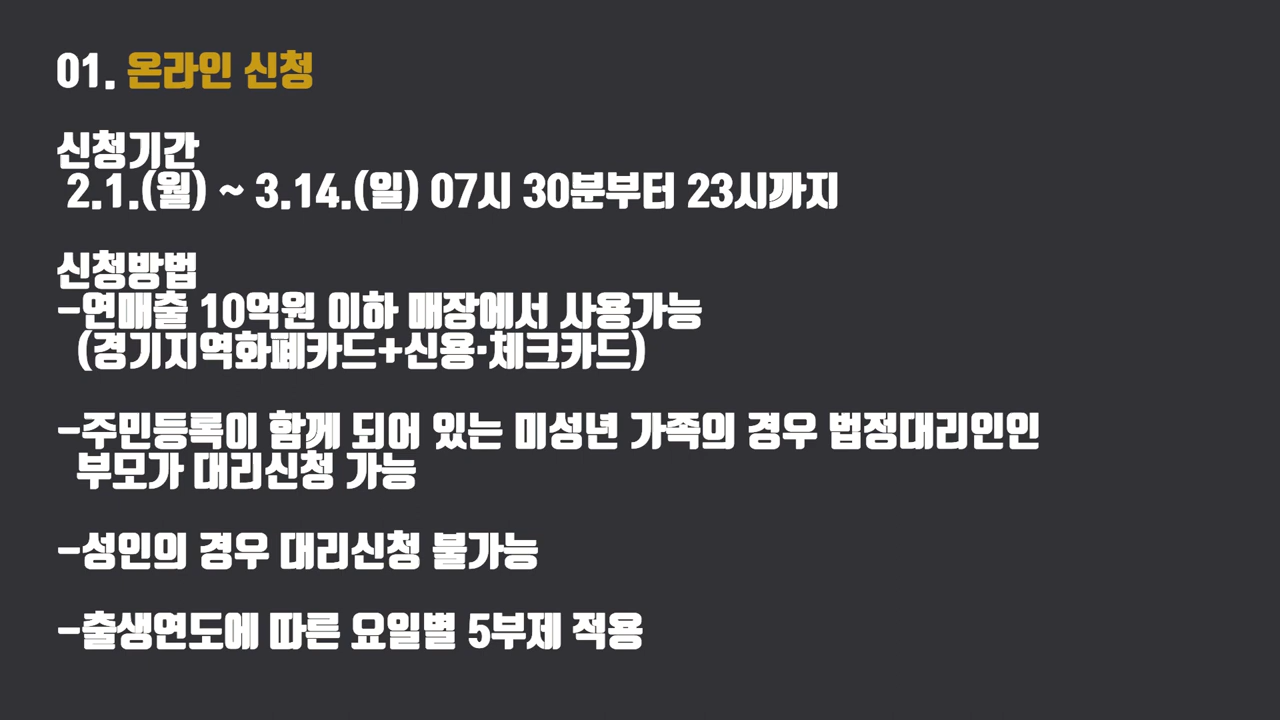 01. 온라인 신청
신청기간
2.1.(월) ~ 3.14.(일) 07시 30분부터 23시까지
신청방법
-연매출 10억원 이하 매장에서 사용가능
(경기지역화폐카드+신용·체크카드)
-주민등록이 함께 되어 있는 미성년 가족의 경우 법정대리인인
부모가 대리신청 가능
-성인의 경우 대리신청 불가능
-출생연도에 따른 요일별 5부제 적용